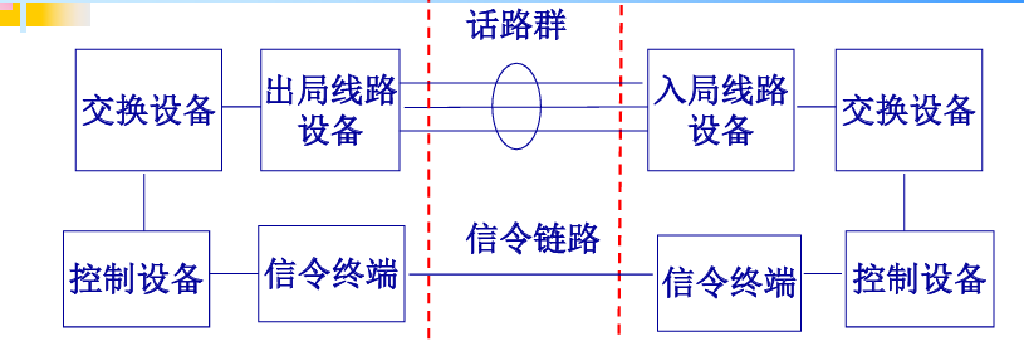 话路群
交换设备
出局线路
设备
入局线路
设备
交换设备
信令链路
控制设备
信令终端
信令终端
控制设备